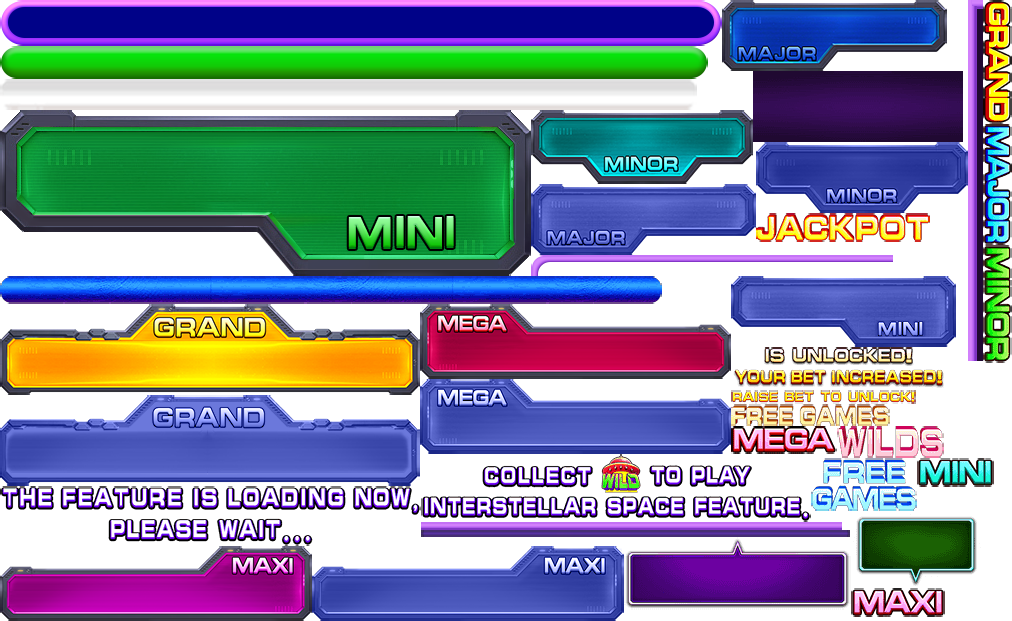 MAJOR
GRAND MAJOR MINOR
MINOR
MINI
MINOR
MAJOR
JACKPOT
MINI
GRAND
MEGA
IS UNLOCKED!
YOUR BET INCREASED!
RAISE BET TO UNLOCK!
GRAND
MEGA
FREE GAMES
MEGA WILDS
FREE
GAMES
MINI
COLLECT WILD TO PLAY
INTERSTELLAR SPACE FEATURE.
THE FEATURE IS LOADING NOW,
PLEASE WAIT...
MAXI
MAXI
MAXI